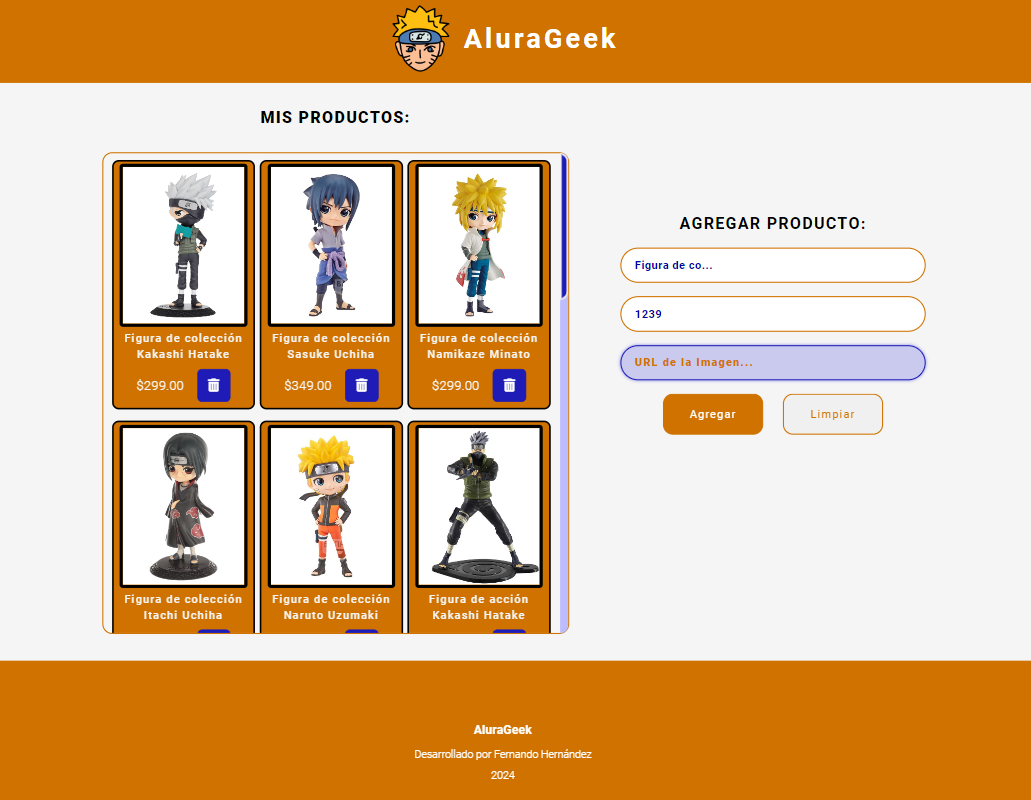 AluraGeek
MIS PRODUCTOS:
Figura de colección
Kakashi Hatake
$299.00
Figura de colección
Sasuke Uchiha
$349.00
Figura de colección
Namikaze Minato
$299.00
Figura de colección
Itachi Uchiha
Figura de colección
Naruto Uzumaki
Figura de acción
Kakashi Hatake
AGREGAR PRODUCTO:
Figura de co...
1239
URL de la Imagen...
Agregar
Limpiar
AluraGeek
Desarrollado por Fernando Hernández
2024